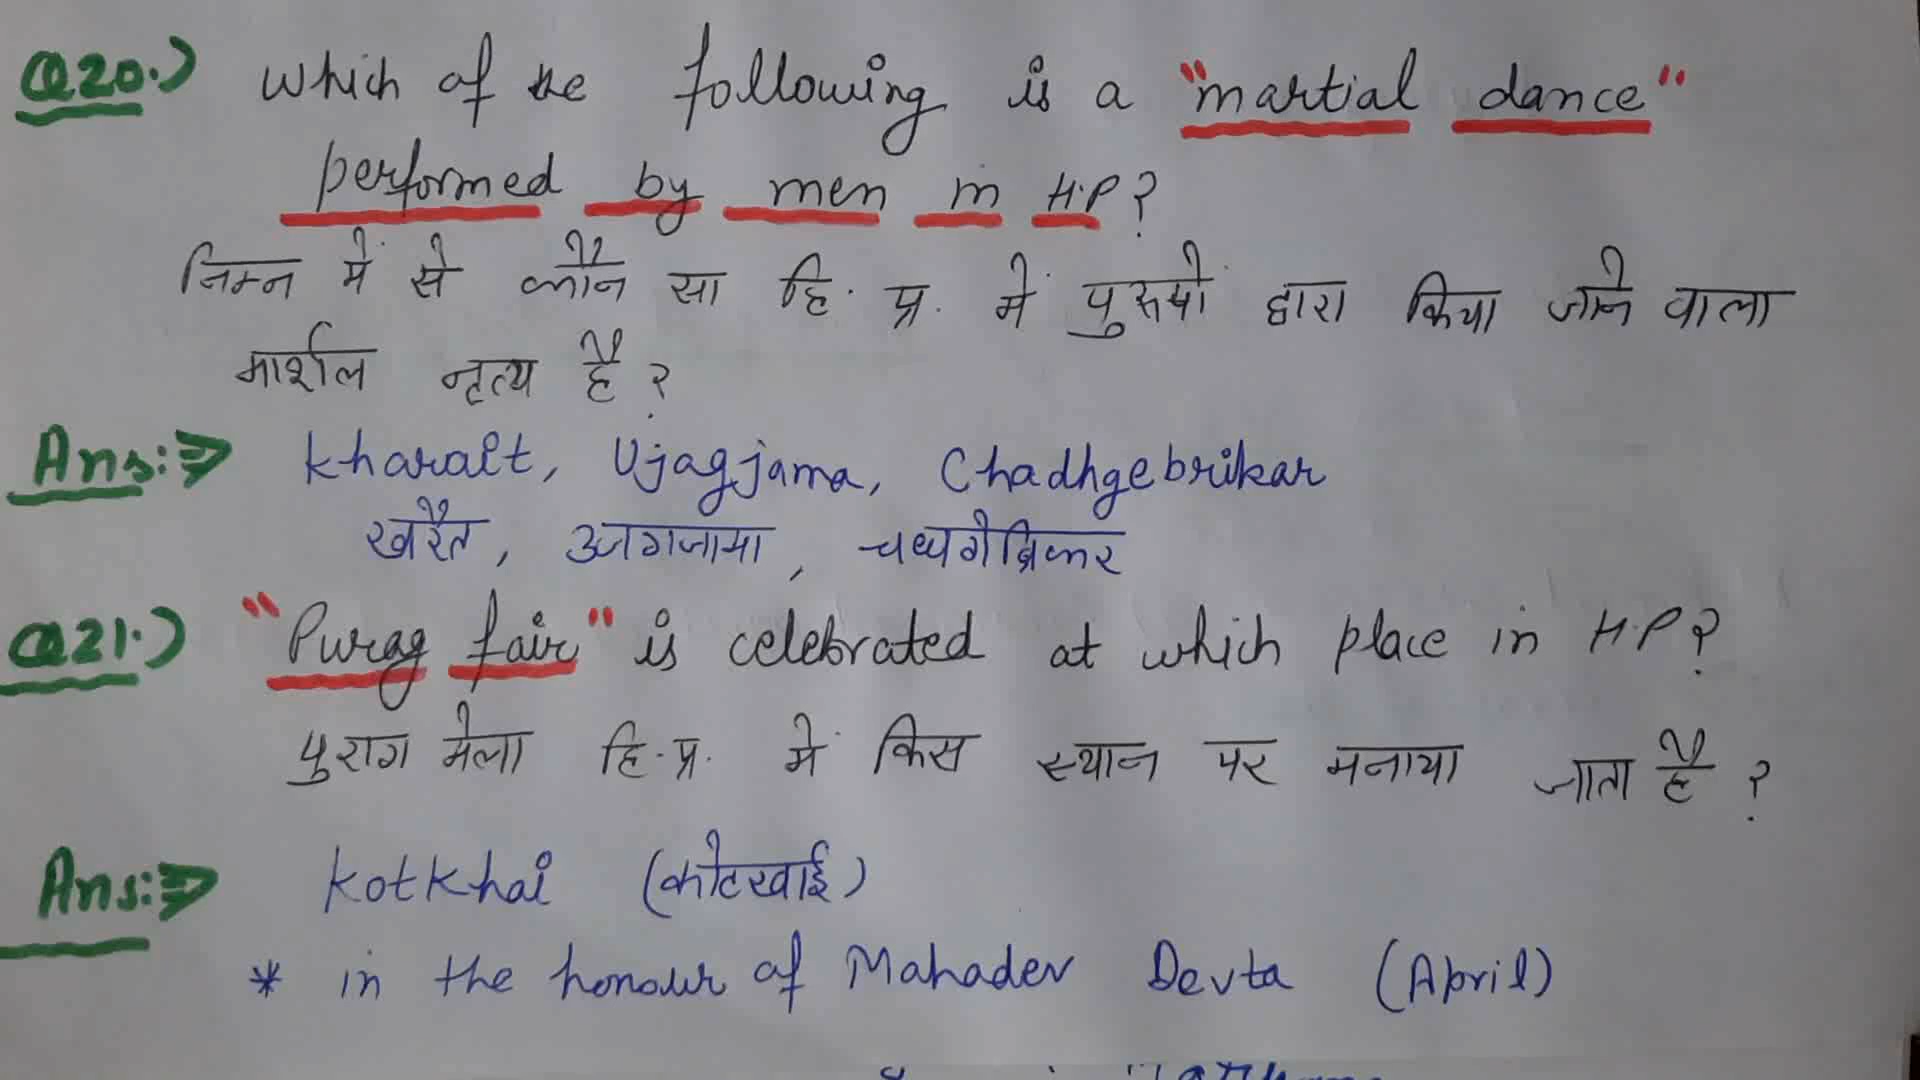 Q20.) Which of the following is a "martial dance"
performed by men in H.P?
निम्न में से कौन सा हि. प्र. में पुरुषों द्वारा किया जाने वाला
मार्शल नृत्य है?
Ans:⇒ Kharait, Ujagjama, Chadhgebrikar
खरैत, उजगजामा, चध्धगेब्रिकर
Q21.) "Purag fair" is celebrated at which place in H.P?
पुराग मेला हि.प्र. में किस स्थान पर मनाया जाता है?
Ans:⇒ Kotkhai (कोटखाई)
* in the honour of Mahadev Devta (April)